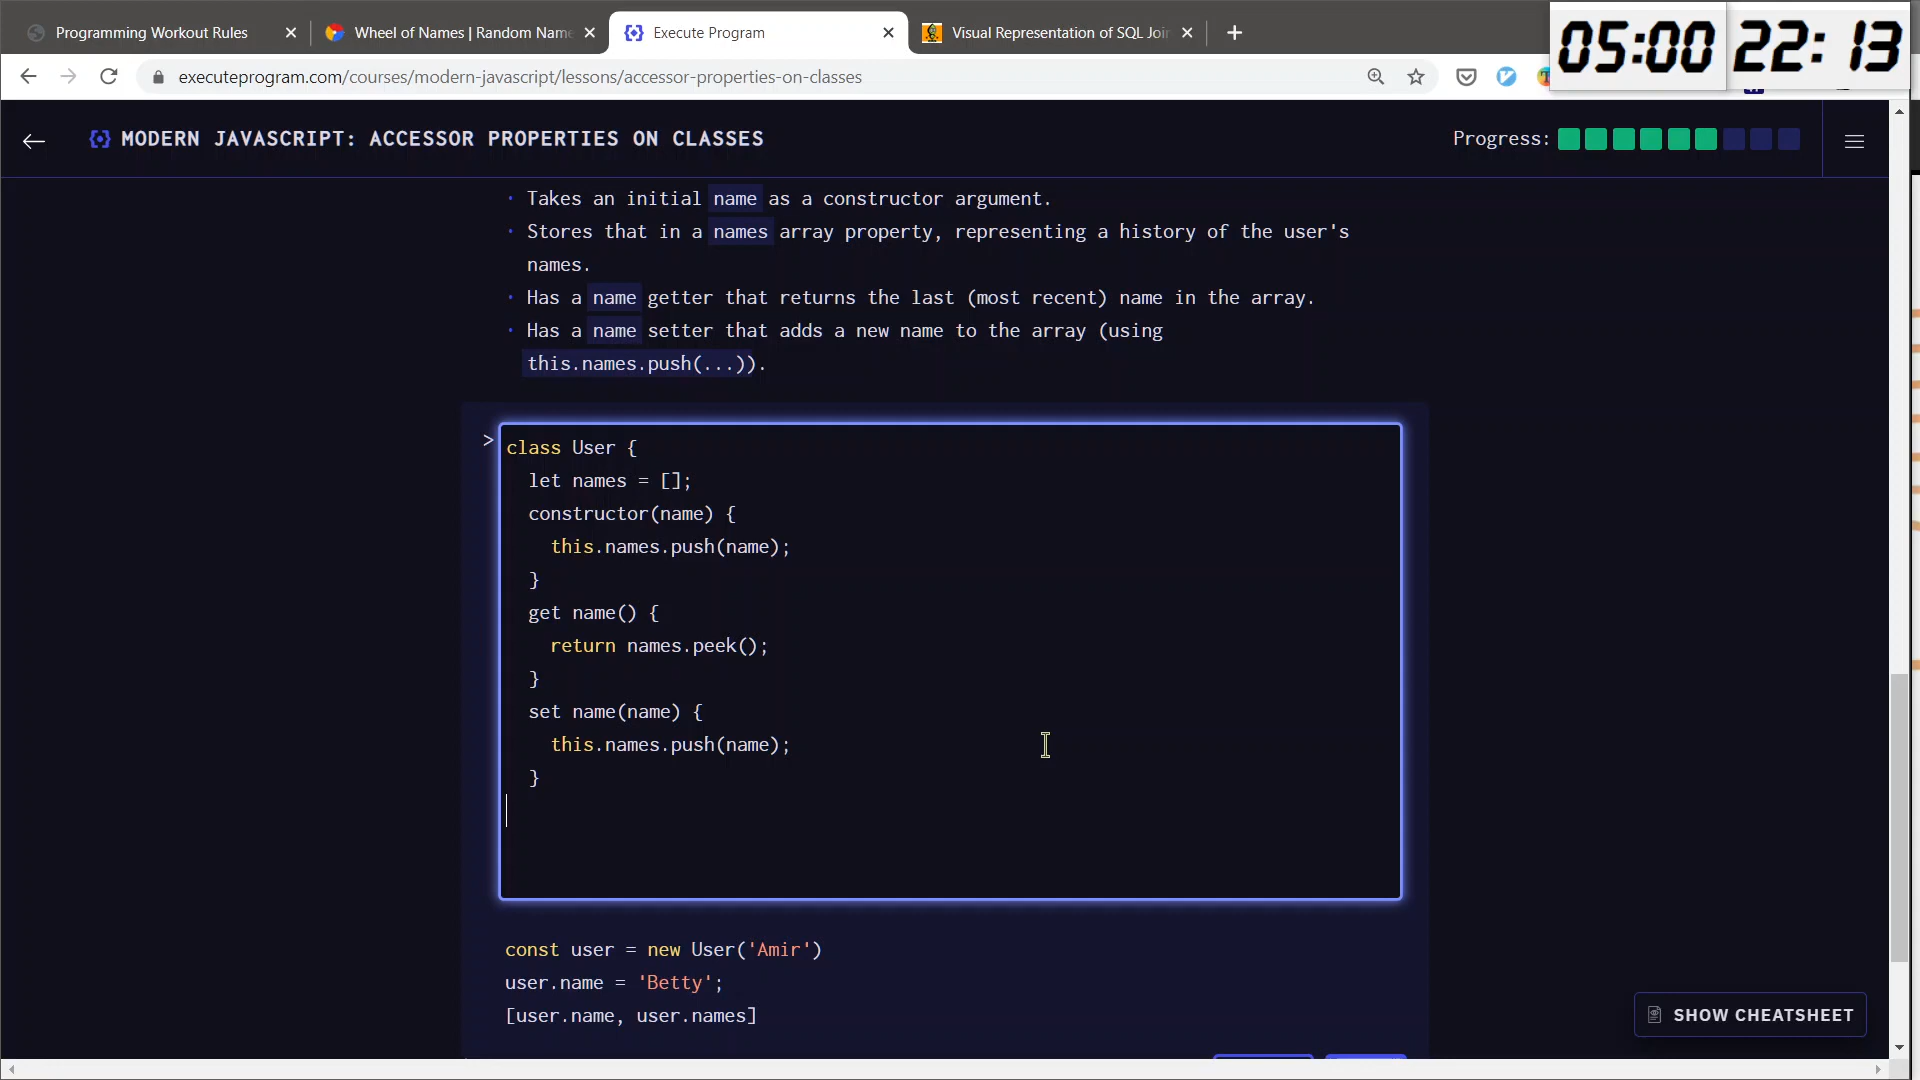 Programming Workout Rules
Wheel of Names | Random Name
Execute Program
Visual Representation of SQL Join
05:00 22:13
executeprogram.com/courses/modern-javascript/lessons/accessor-properties-on-classes
MODERN JAVASCRIPT: ACCESSOR PROPERTIES ON CLASSES
Progress:
· Takes an initial name as a constructor argument.
· Stores that in a names array property, representing a history of the user's
names.
· Has a name getter that returns the last (most recent) name in the array.
· Has a name setter that adds a new name to the array (using
this.names.push(...)).
> class User {
let names = [];
constructor(name) {
this.names.push(name);
}
get name() {
return names.peek();
}
set name(name) {
this.names.push(name);
}
const user = new User('Amir')
user.name = 'Betty';
[user.name, user.names]
SHOW CHEATSHEET